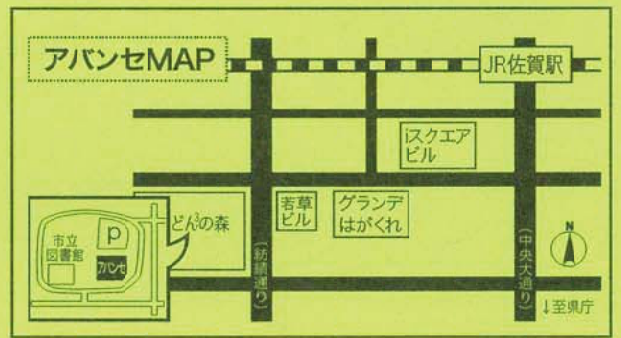 アバンセMAP
JR佐賀駅
iスクエア
ビル
若草
ビル
グランデ
はがくれ
どん3の森
市立
図書館
P
アバンセ
(紡績通り)
(中央大通り)
N
↓至県庁